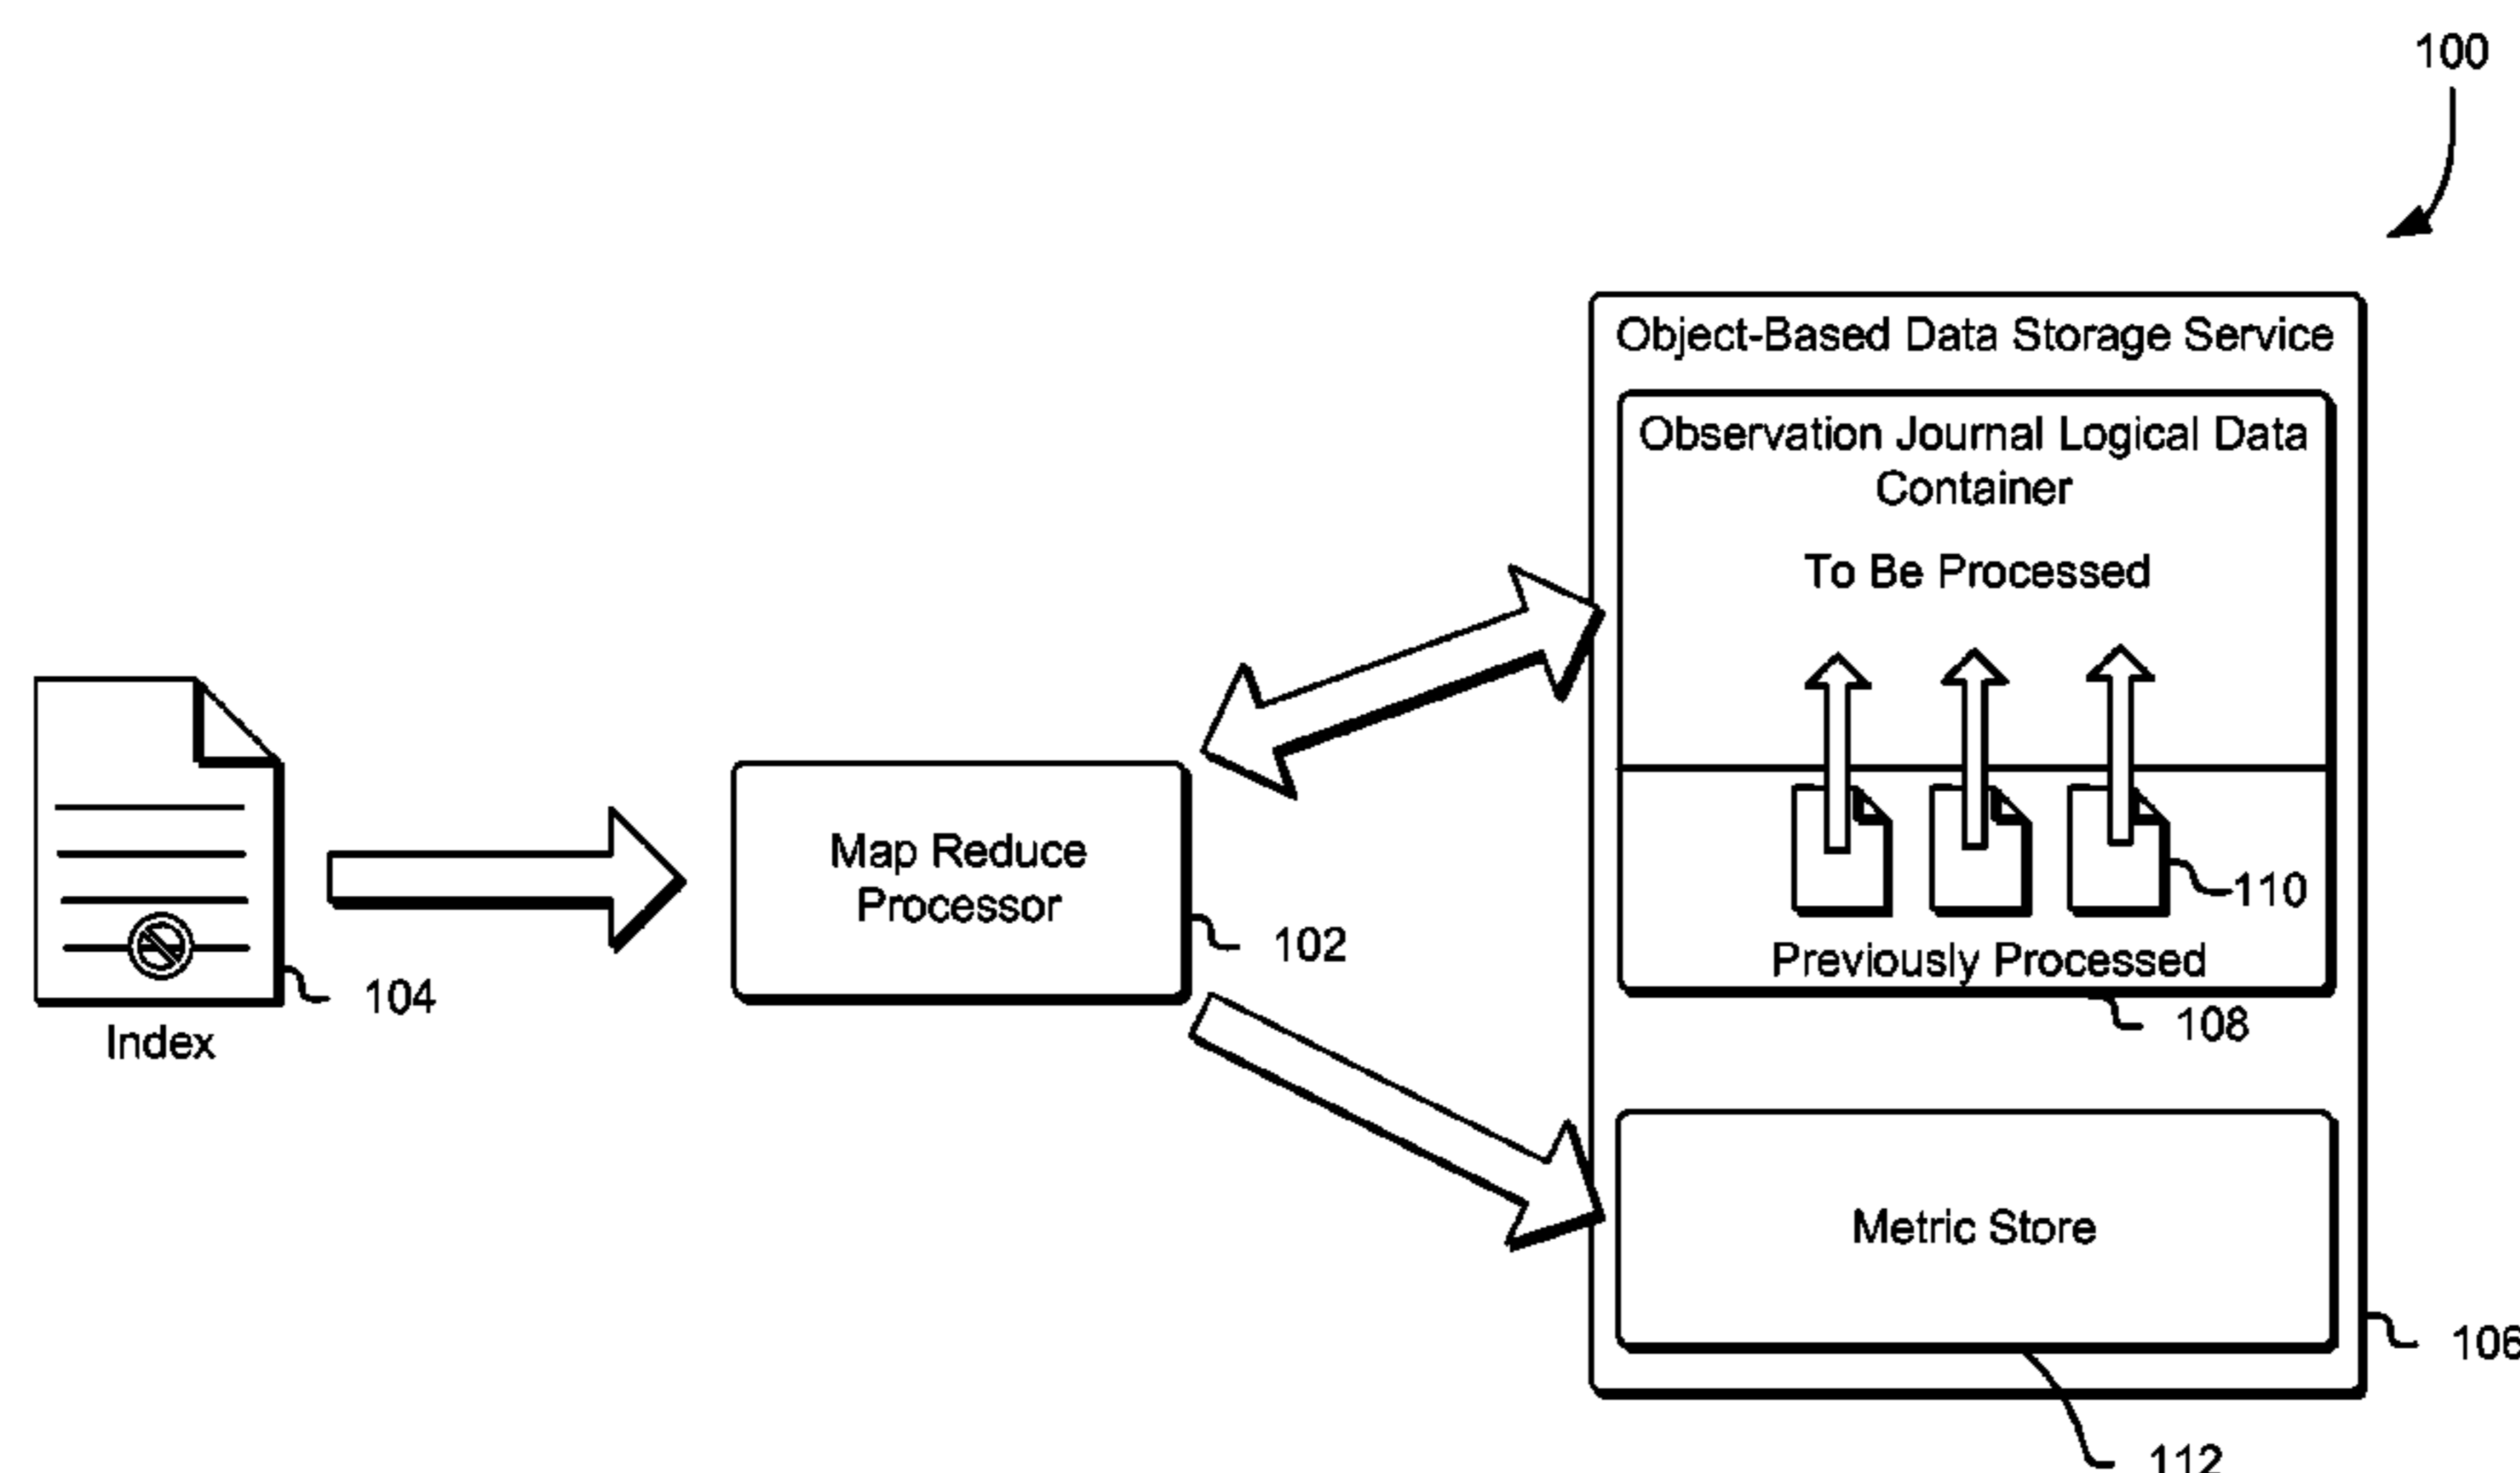 100
Object-Based Data Storage Service
Observation Journal Logical Data
Container
To Be Processed
110
Previously Processed
108
Map Reduce
Processor
102
104
Index
Metric Store
106
112